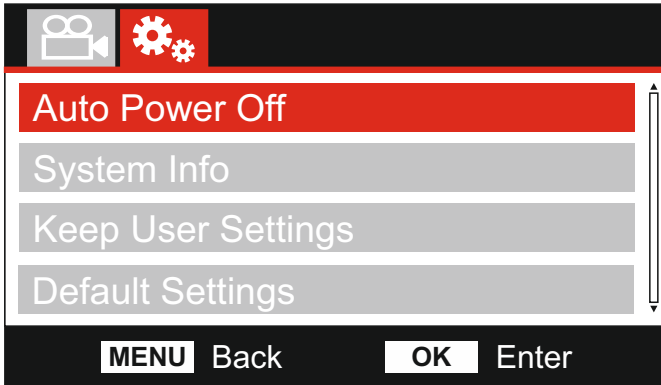 Auto Power Off
System Info
Keep User Settings
Default Settings
MENU Back OK Enter